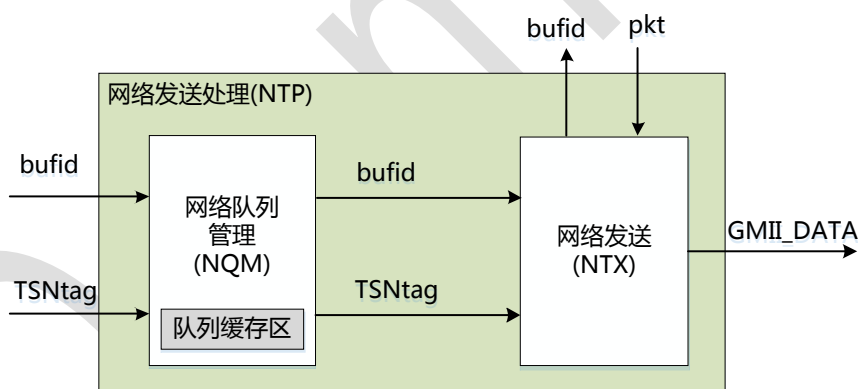 bufid
pkt
网络发送处理(NTP)
bufid
bufid
网络队列
管理
(NQM)
网络发送
(NTX)
GMII_DATA
TSNtag
TSNtag
队列缓存区